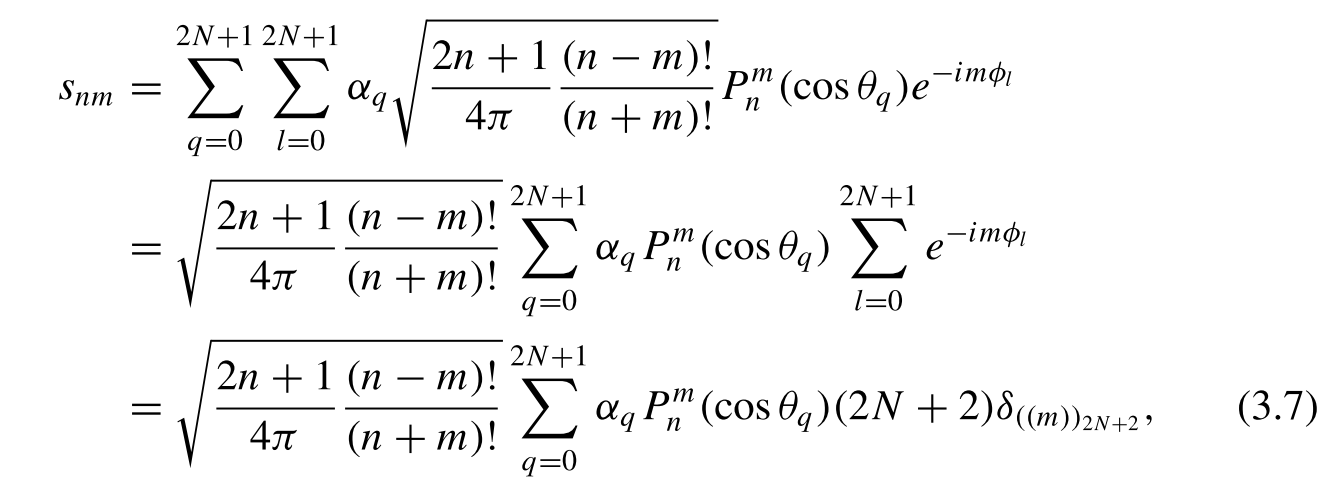 $s_{nm} = \sum_{q=0}^{2N+1} \sum_{l=0}^{2N+1} \alpha_q \sqrt{\frac{2n+1}{4\pi} \frac{(n-m)!}{(n+m)!}} P_n^m(\cos\theta_q) e^{-im\phi_l}$
$= \sqrt{\frac{2n+1}{4\pi} \frac{(n-m)!}{(n+m)!}} \sum_{q=0}^{2N+1} \alpha_q P_n^m(\cos\theta_q) \sum_{l=0}^{2N+1} e^{-im\phi_l}$
$= \sqrt{\frac{2n+1}{4\pi} \frac{(n-m)!}{(n+m)!}} \sum_{q=0}^{2N+1} \alpha_q P_n^m(\cos\theta_q)(2N+2)\delta_{((m))_{2N+2}},$ (3.7)